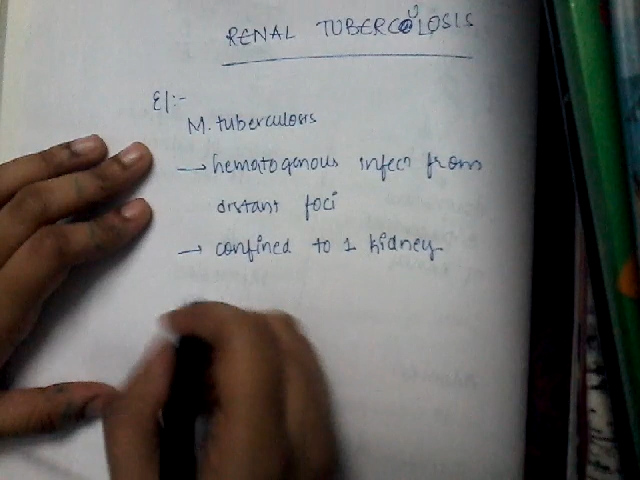 RENAL TUBERCULOSIS
E/:-
M. tuberculosis
→ hematogenous infecn from
distant foci
→ confined to 1 kidney